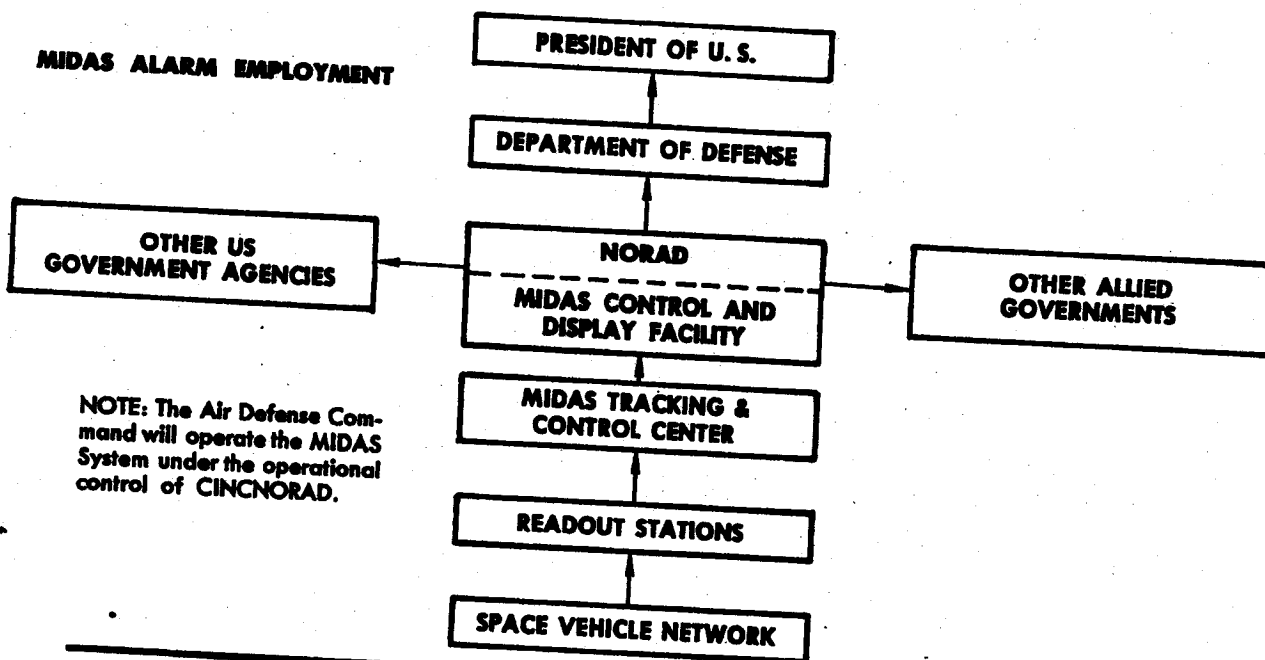 MIDAS ALARM EMPLOYMENT
PRESIDENT OF U. S.
DEPARTMENT OF DEFENSE
OTHER US
GOVERNMENT AGENCIES
NORAD
MIDAS CONTROL AND
DISPLAY FACILITY
OTHER ALLIED
GOVERNMENTS
MIDAS TRACKING &
CONTROL CENTER
NOTE: The Air Defense Com-
mand will operate the MIDAS
System under the operational
control of CINCNORAD.
READOUT STATIONS
SPACE VEHICLE NETWORK